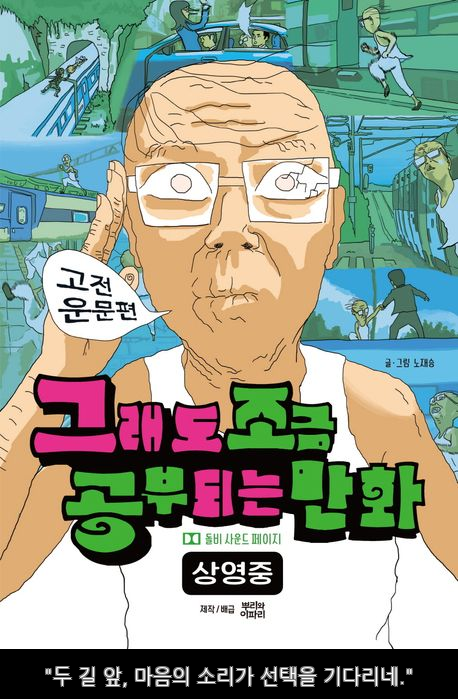 고전
운문편
글·그림 노재승
그래도 조금
공부되는 만화
돌비 사운드 페이지
상영중
제작/배급 뿌리와
이파리
"두 길 앞, 마음의 소리가 선택을 기다리네."